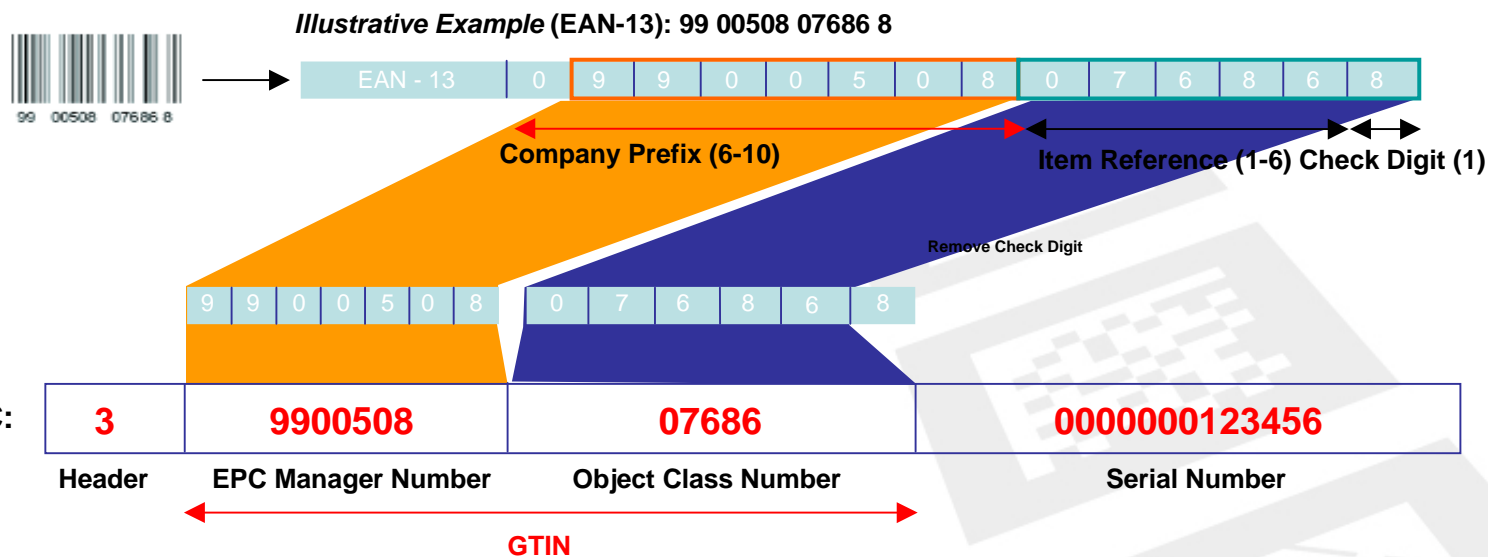 Illustrative Example (EAN-13): 99 00508 07686 8
EAN - 13 0 9 9 0 0 5 0 8 0 7 6 8 6 8
99 00508 07686 8
Company Prefix (6-10)
Item Reference (1-6) Check Digit (1)
Remove Check Digit
9 9 0 0 5 0 8 0 7 6 8 6 8
C: 3 9900508 07686 0000000123456
Header EPC Manager Number Object Class Number Serial Number
GTIN